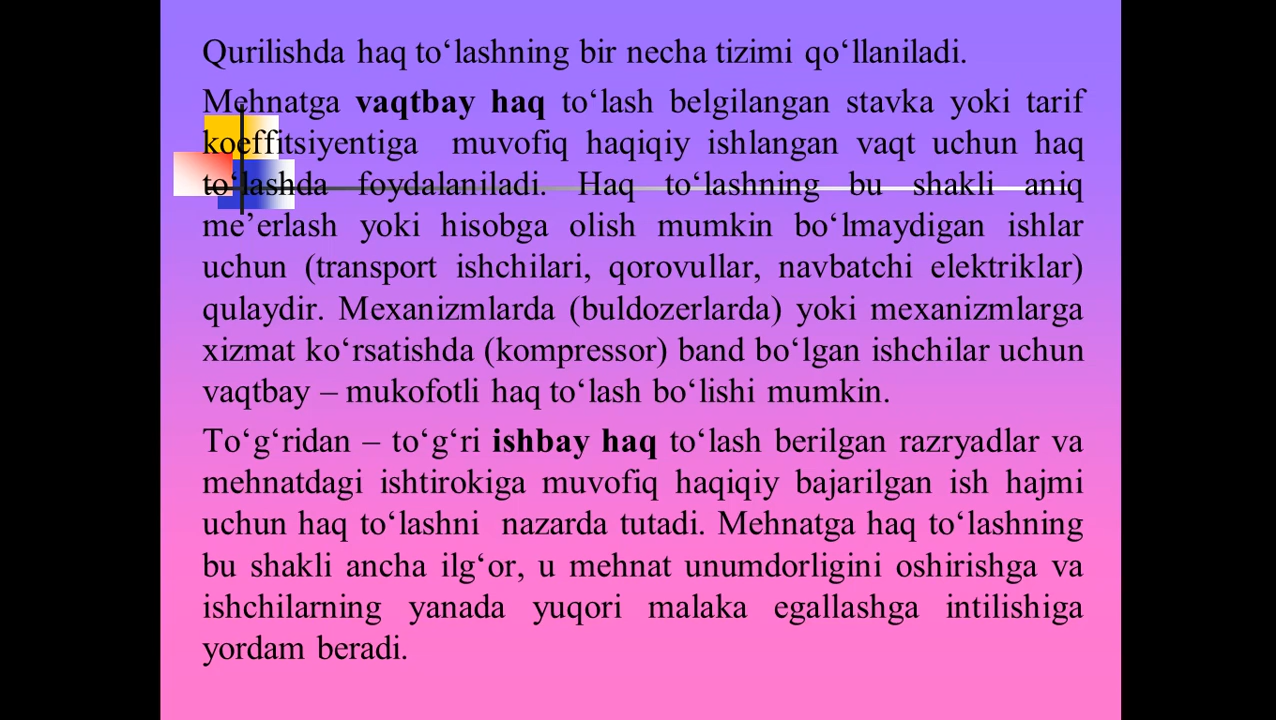 Qurilishda haq to‘lashning bir necha tizimi qo‘llaniladi.
Mehnatga vaqtbay haq to‘lash belgilangan stavka yoki tarif
koeffitsiyentiga muvofiq haqiqiy ishlangan vaqt uchun haq
to‘lashda foydalaniladi. Haq to‘lashning bu shakli aniq
me’erlash yoki hisobga olish mumkin bo‘lmaydigan ishlar
uchun (transport ishchilari, qorovullar, navbatchi elektriklar)
qulaydir. Mexanizmlarda (buldozerlarda) yoki mexanizmlarga
xizmat ko‘rsatishda (kompressor) band bo‘lgan ishchilar uchun
vaqtbay – mukofotli haq to‘lash bo‘lishi mumkin.
To‘g‘ridan – to‘g‘ri ishbay haq to‘lash berilgan razryadlar va
mehnatdagi ishtirokiga muvofiq haqiqiy bajarilgan ish hajmi
uchun haq to‘lashni nazarda tutadi. Mehnatga haq to‘lashning
bu shakli ancha ilg‘or, u mehnat unumdorligini oshirishga va
ishchilarning yanada yuqori malaka egallashga intilishiga
yordam beradi.